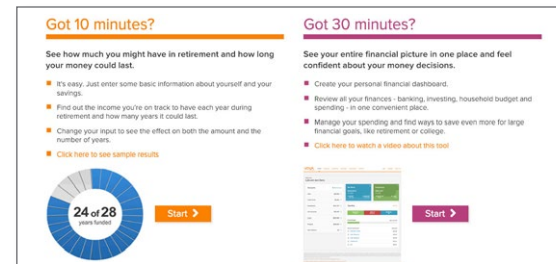 Got 10 minutes?
See how much you might have in retirement and how long
your money could last.
It's easy. Just enter some basic information about yourself and your
savings.
Find out the income you're on track to have each year during
retirement and how many years it could last.
Change your input to see the effect on both the amount and the
number of years.
Click here to see sample results
24 of 28
years funded
Start
Got 30 minutes?
See your entire financial picture in one place and feel
confident about your money decisions.
Create your personal financial dashboard.
Review all your finances - banking, investing, household budget and
spending - in one convenient place.
Manage your spending and find ways to save even more for large
financial goals, like retirement or college.
Click here to watch a video about this tool
Start